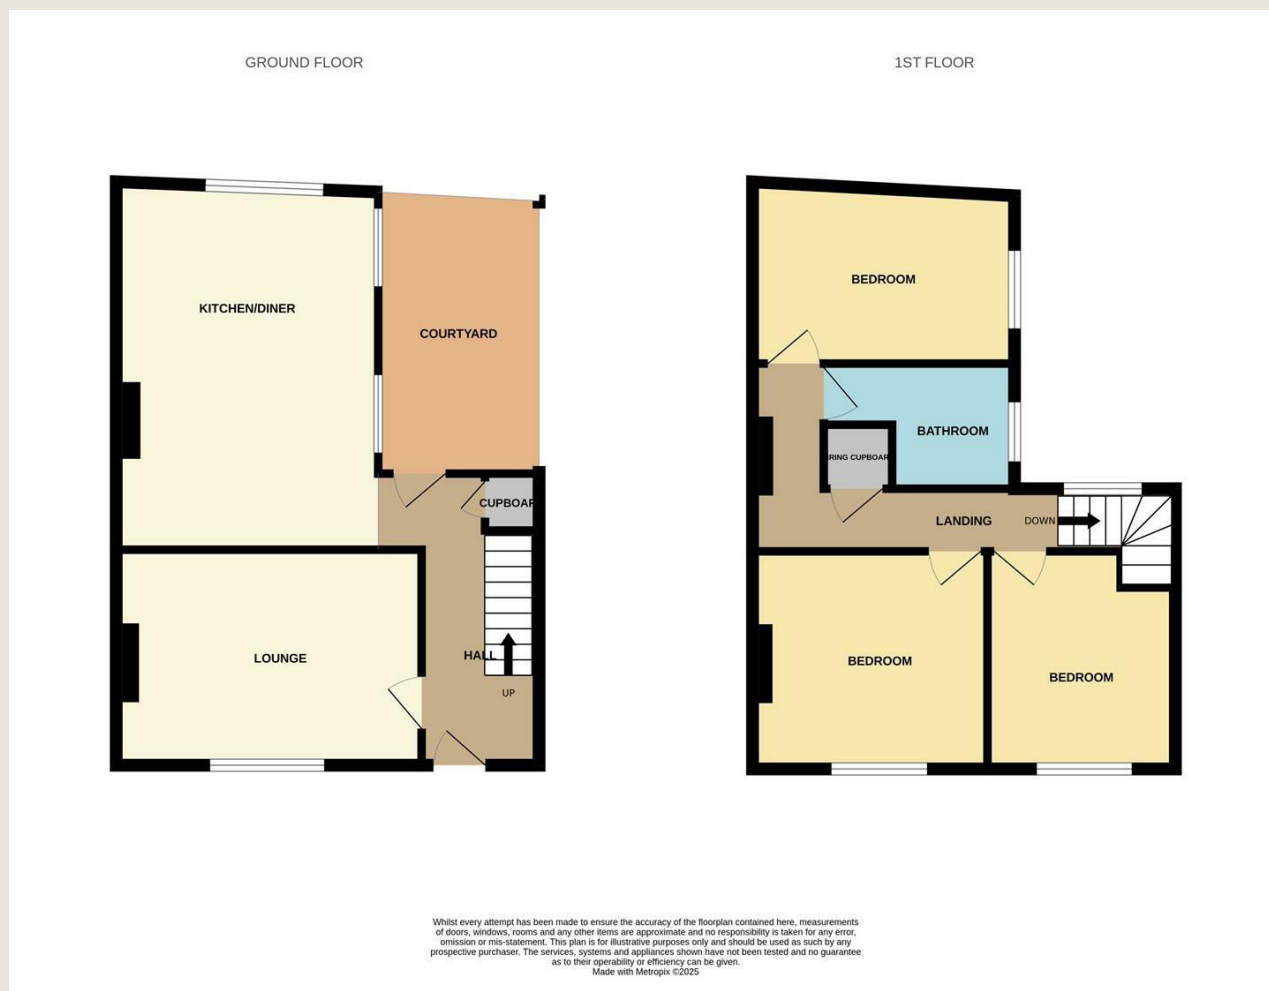 GROUND FLOOR
1ST FLOOR
KITCHEN/DINER
COURTYARD
CUPBOAR
LOUNGE
HALL
UP
BEDROOM
BATHROOM
RING CUPBOAR
LANDING
DOWN
BEDROOM
BEDROOM
Whilst every attempt has been made to ensure the accuracy of the floorplan contained here, measurements
of doors, windows, rooms and any other items are approximate and no responsibility is taken for any error,
omission or mis-statement. This plan is for illustrative purposes only and should be used as such by any
prospective purchaser. The services, systems and appliances shown have not been tested and no guarantee
as to their operability or efficiency can be given.
Made with Metropix ©2025